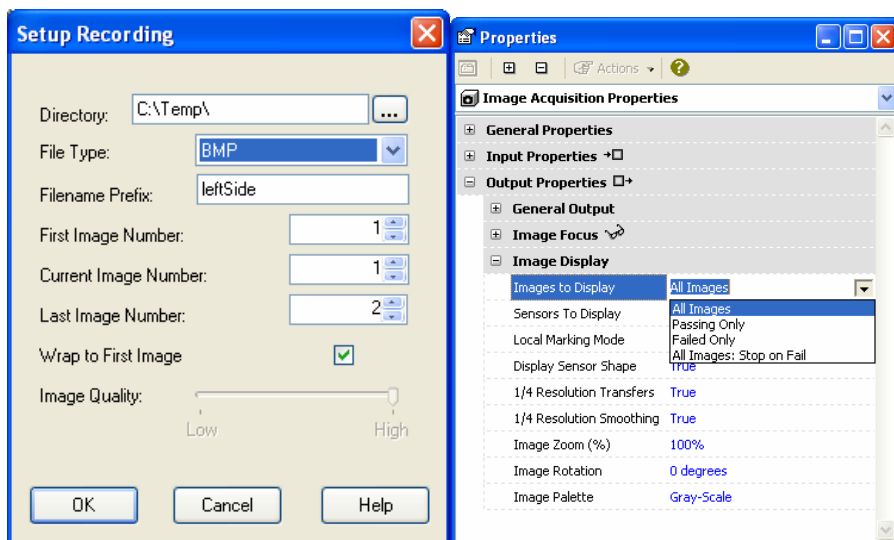 Setup Recording
Directory: C:\Temp\ ...
File Type: BMP
Filename Prefix: leftSide
First Image Number: 1
Current Image Number: 1
Last Image Number: 2
Wrap to First Image
Image Quality:
Low High
OK Cancel Help
Properties
Actions ?
Image Acquisition Properties
General Properties
Input Properties
Output Properties
General Output
Image Focus
Image Display
Images to Display All Images
All Images
Passing Only
Failed Only
All Images: Stop on Fail
Sensors To Display
Local Marking Mode
Display Sensor Shape True
1/4 Resolution Transfers True
1/4 Resolution Smoothing True
Image Zoom (%) 100%
Image Rotation 0 degrees
Image Palette Gray-Scale